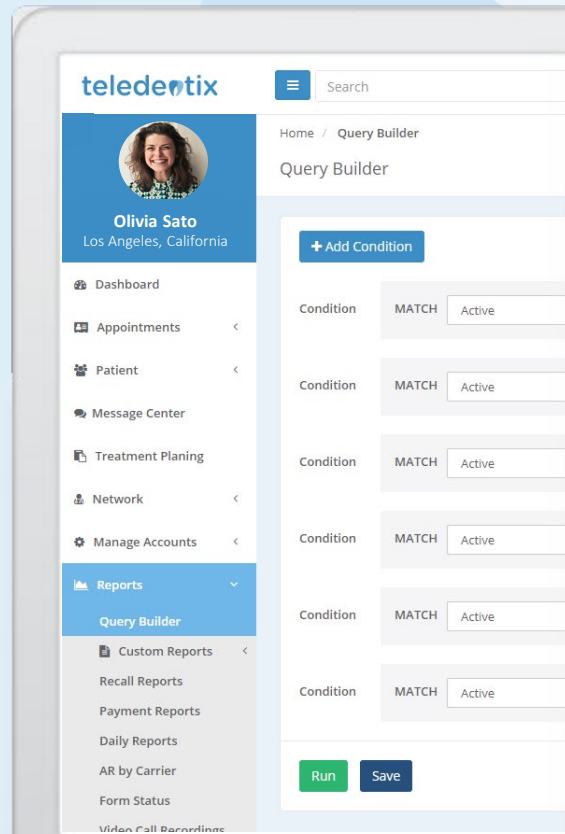 teledentix
Search
Home / Query Builder
Query Builder
Olivia Sato
Los Angeles, California
Dashboard
Appointments
Patient
Message Center
Treatment Planing
Network
Manage Accounts
Reports
Query Builder
Custom Reports
Recall Reports
Payment Reports
Daily Reports
AR by Carrier
Form Status
Video Call Recordings
+ Add Condition
Condition MATCH Active
Condition MATCH Active
Condition MATCH Active
Condition MATCH Active
Condition MATCH Active
Condition MATCH Active
Run Save